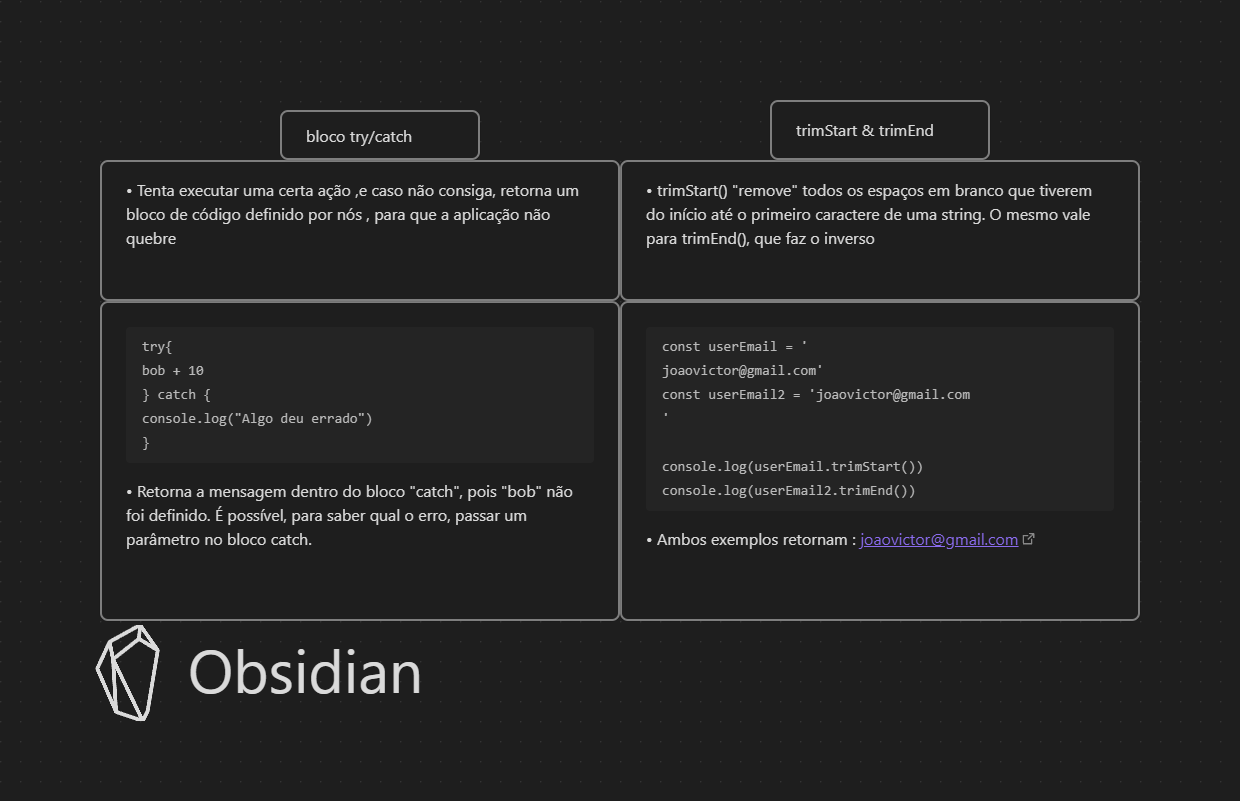 bloco try/catch
• Tenta executar uma certa ação ,e caso não consiga, retorna um
bloco de código definido por nós , para que a aplicação não
quebre
try{
bob + 10
} catch {
console.log("Algo deu errado")
}
• Retorna a mensagem dentro do bloco "catch", pois "bob" não
foi definido. É possível, para saber qual o erro, passar um
parâmetro no bloco catch.
trimStart & trimEnd
• trimStart() "remove" todos os espaços em branco que tiverem
do início até o primeiro caractere de uma string. O mesmo vale
para trimEnd(), que faz o inverso
const userEmail = '
joaovictor@gmail.com'
const userEmail2 = 'joaovictor@gmail.com
'
console.log(userEmail.trimStart())
console.log(userEmail2.trimEnd())
• Ambos exemplos retornam : joaovictor@gmail.com
Obsidian